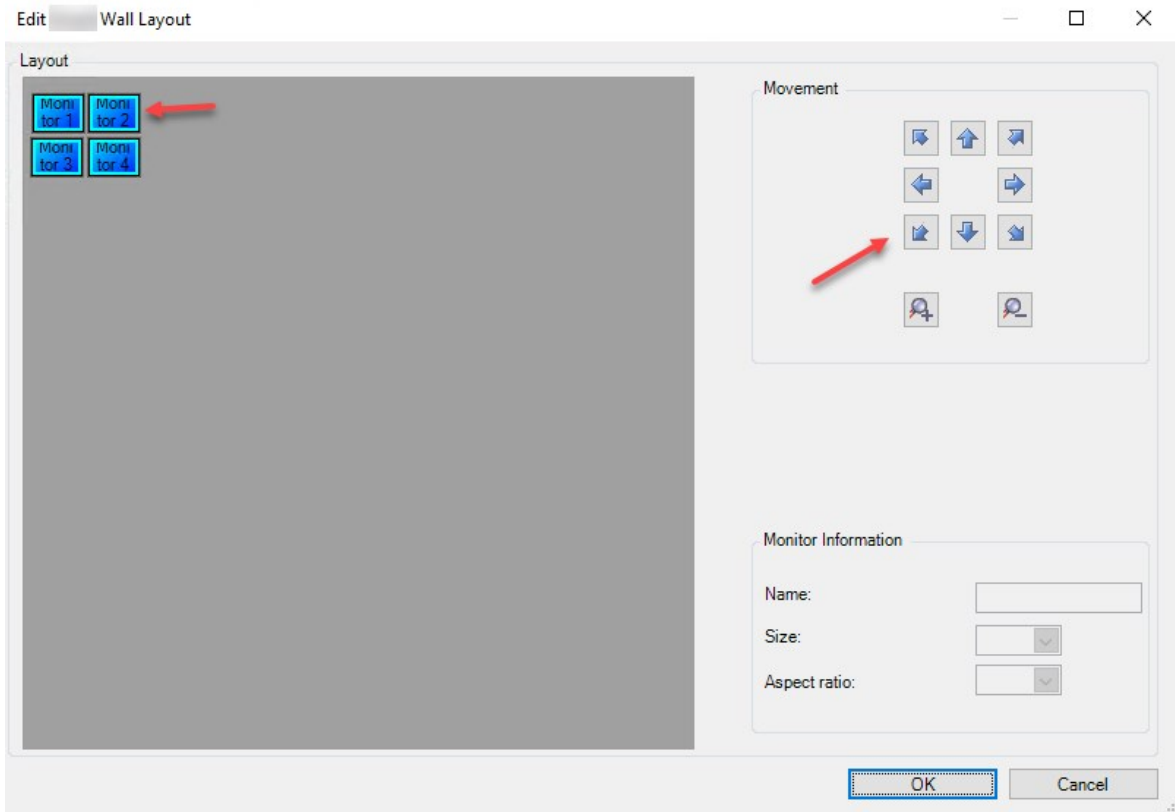 Edit Wall Layout
Layout
Moni
tor 1
Moni
tor 2
Moni
tor 3
Moni
tor 4
Movement
Monitor Information
Name:
Size:
Aspect ratio:
OK
Cancel